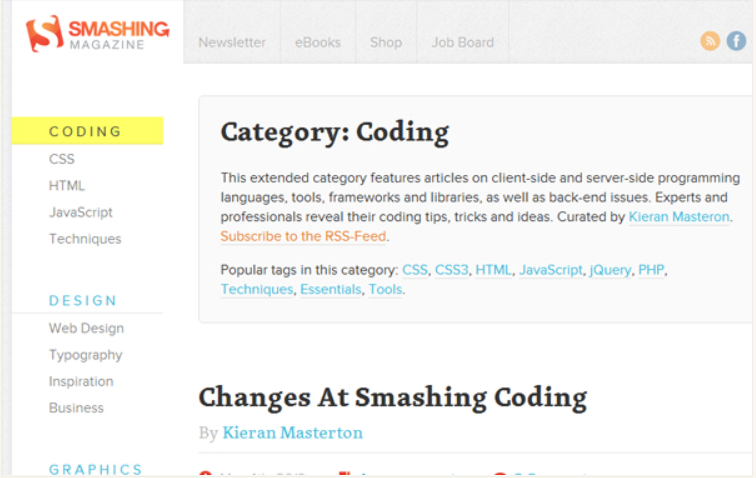 SMASHING
MAGAZINE
Newsletter
eBooks
Shop
Job Board
CODING
CSS
HTML
JavaScript
Techniques
DESIGN
Web Design
Typography
Inspiration
Business
GRAPHICS
Category: Coding
This extended category features articles on client-side and server-side programming
languages, tools, frameworks and libraries, as well as back-end issues. Experts and
professionals reveal their coding tips, tricks and ideas. Curated by Kieran Masteron.
Subscribe to the RSS-Feed.
Popular tags in this category: CSS, CSS3, HTML, JavaScript, jQuery, PHP,
Techniques, Essentials, Tools.
Changes At Smashing Coding
By Kieran Masterton